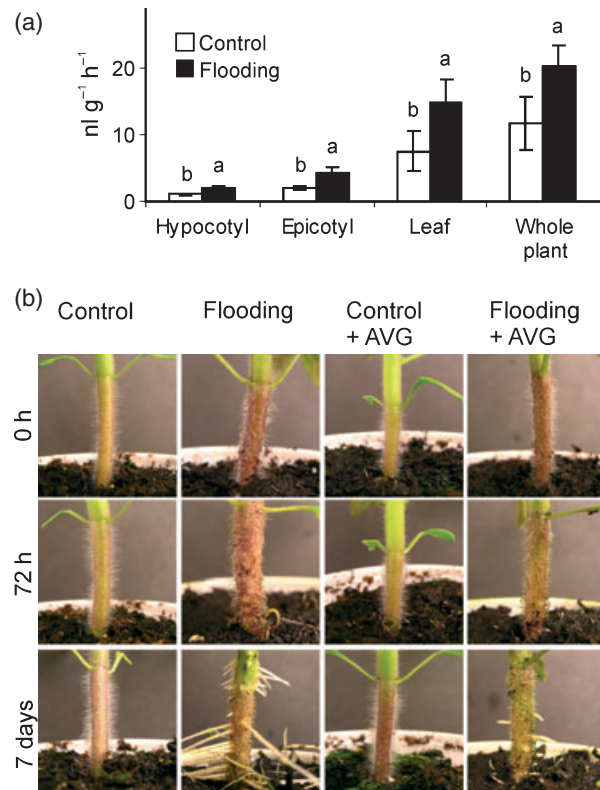 (a)
Control
Flooding
nl g⁻¹ h⁻¹
20
10
0
b a b a b a b a
Hypocotyl Epicotyl Leaf Whole plant
(b)
Control Flooding Control + AVG Flooding + AVG
0 h
72 h
7 days